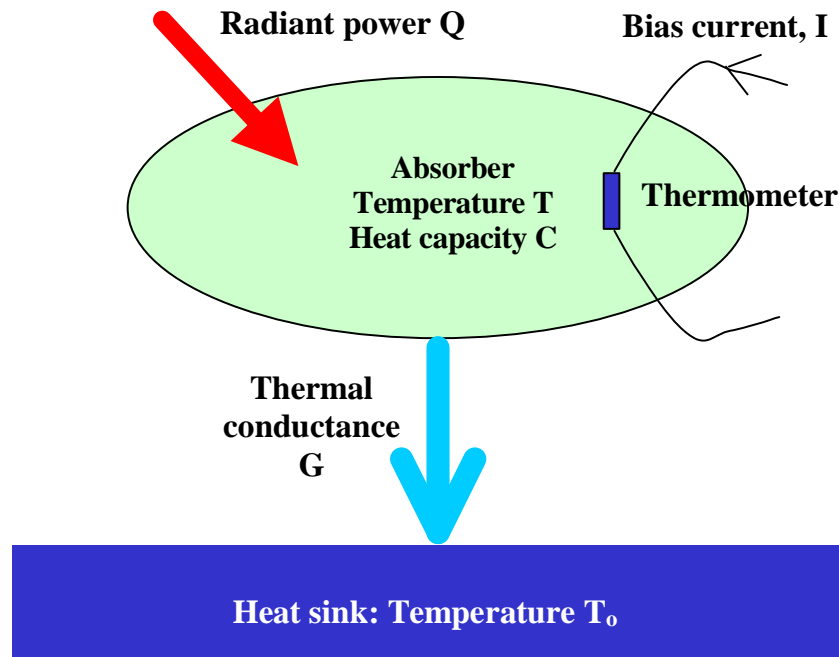 Radiant power Q
Bias current, I
Absorber
Temperature T
Heat capacity C
Thermometer
Thermal
conductance
G
Heat sink: Temperature Tₒ